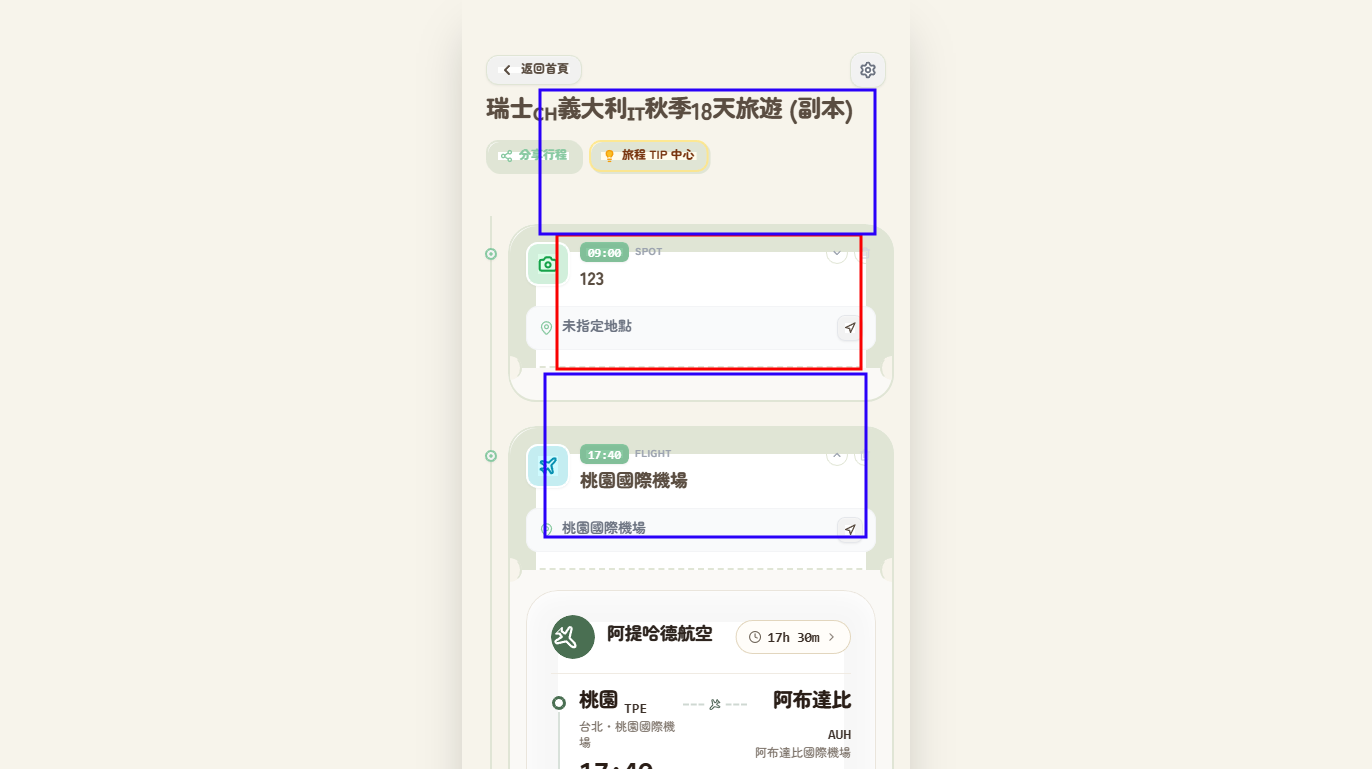 返回首頁
瑞士CH義大利IT秋季18天旅遊 (副本)
分享行程 旅程 TIP 中心
09:00 SPOT
123
未指定地點
17:40 FLIGHT
桃園國際機場
桃園國際機場
阿提哈德航空 17h 30m
桃園 TPE 阿布達比
AUH
台北・桃園國際機場 阿布達比國際機場
17:40